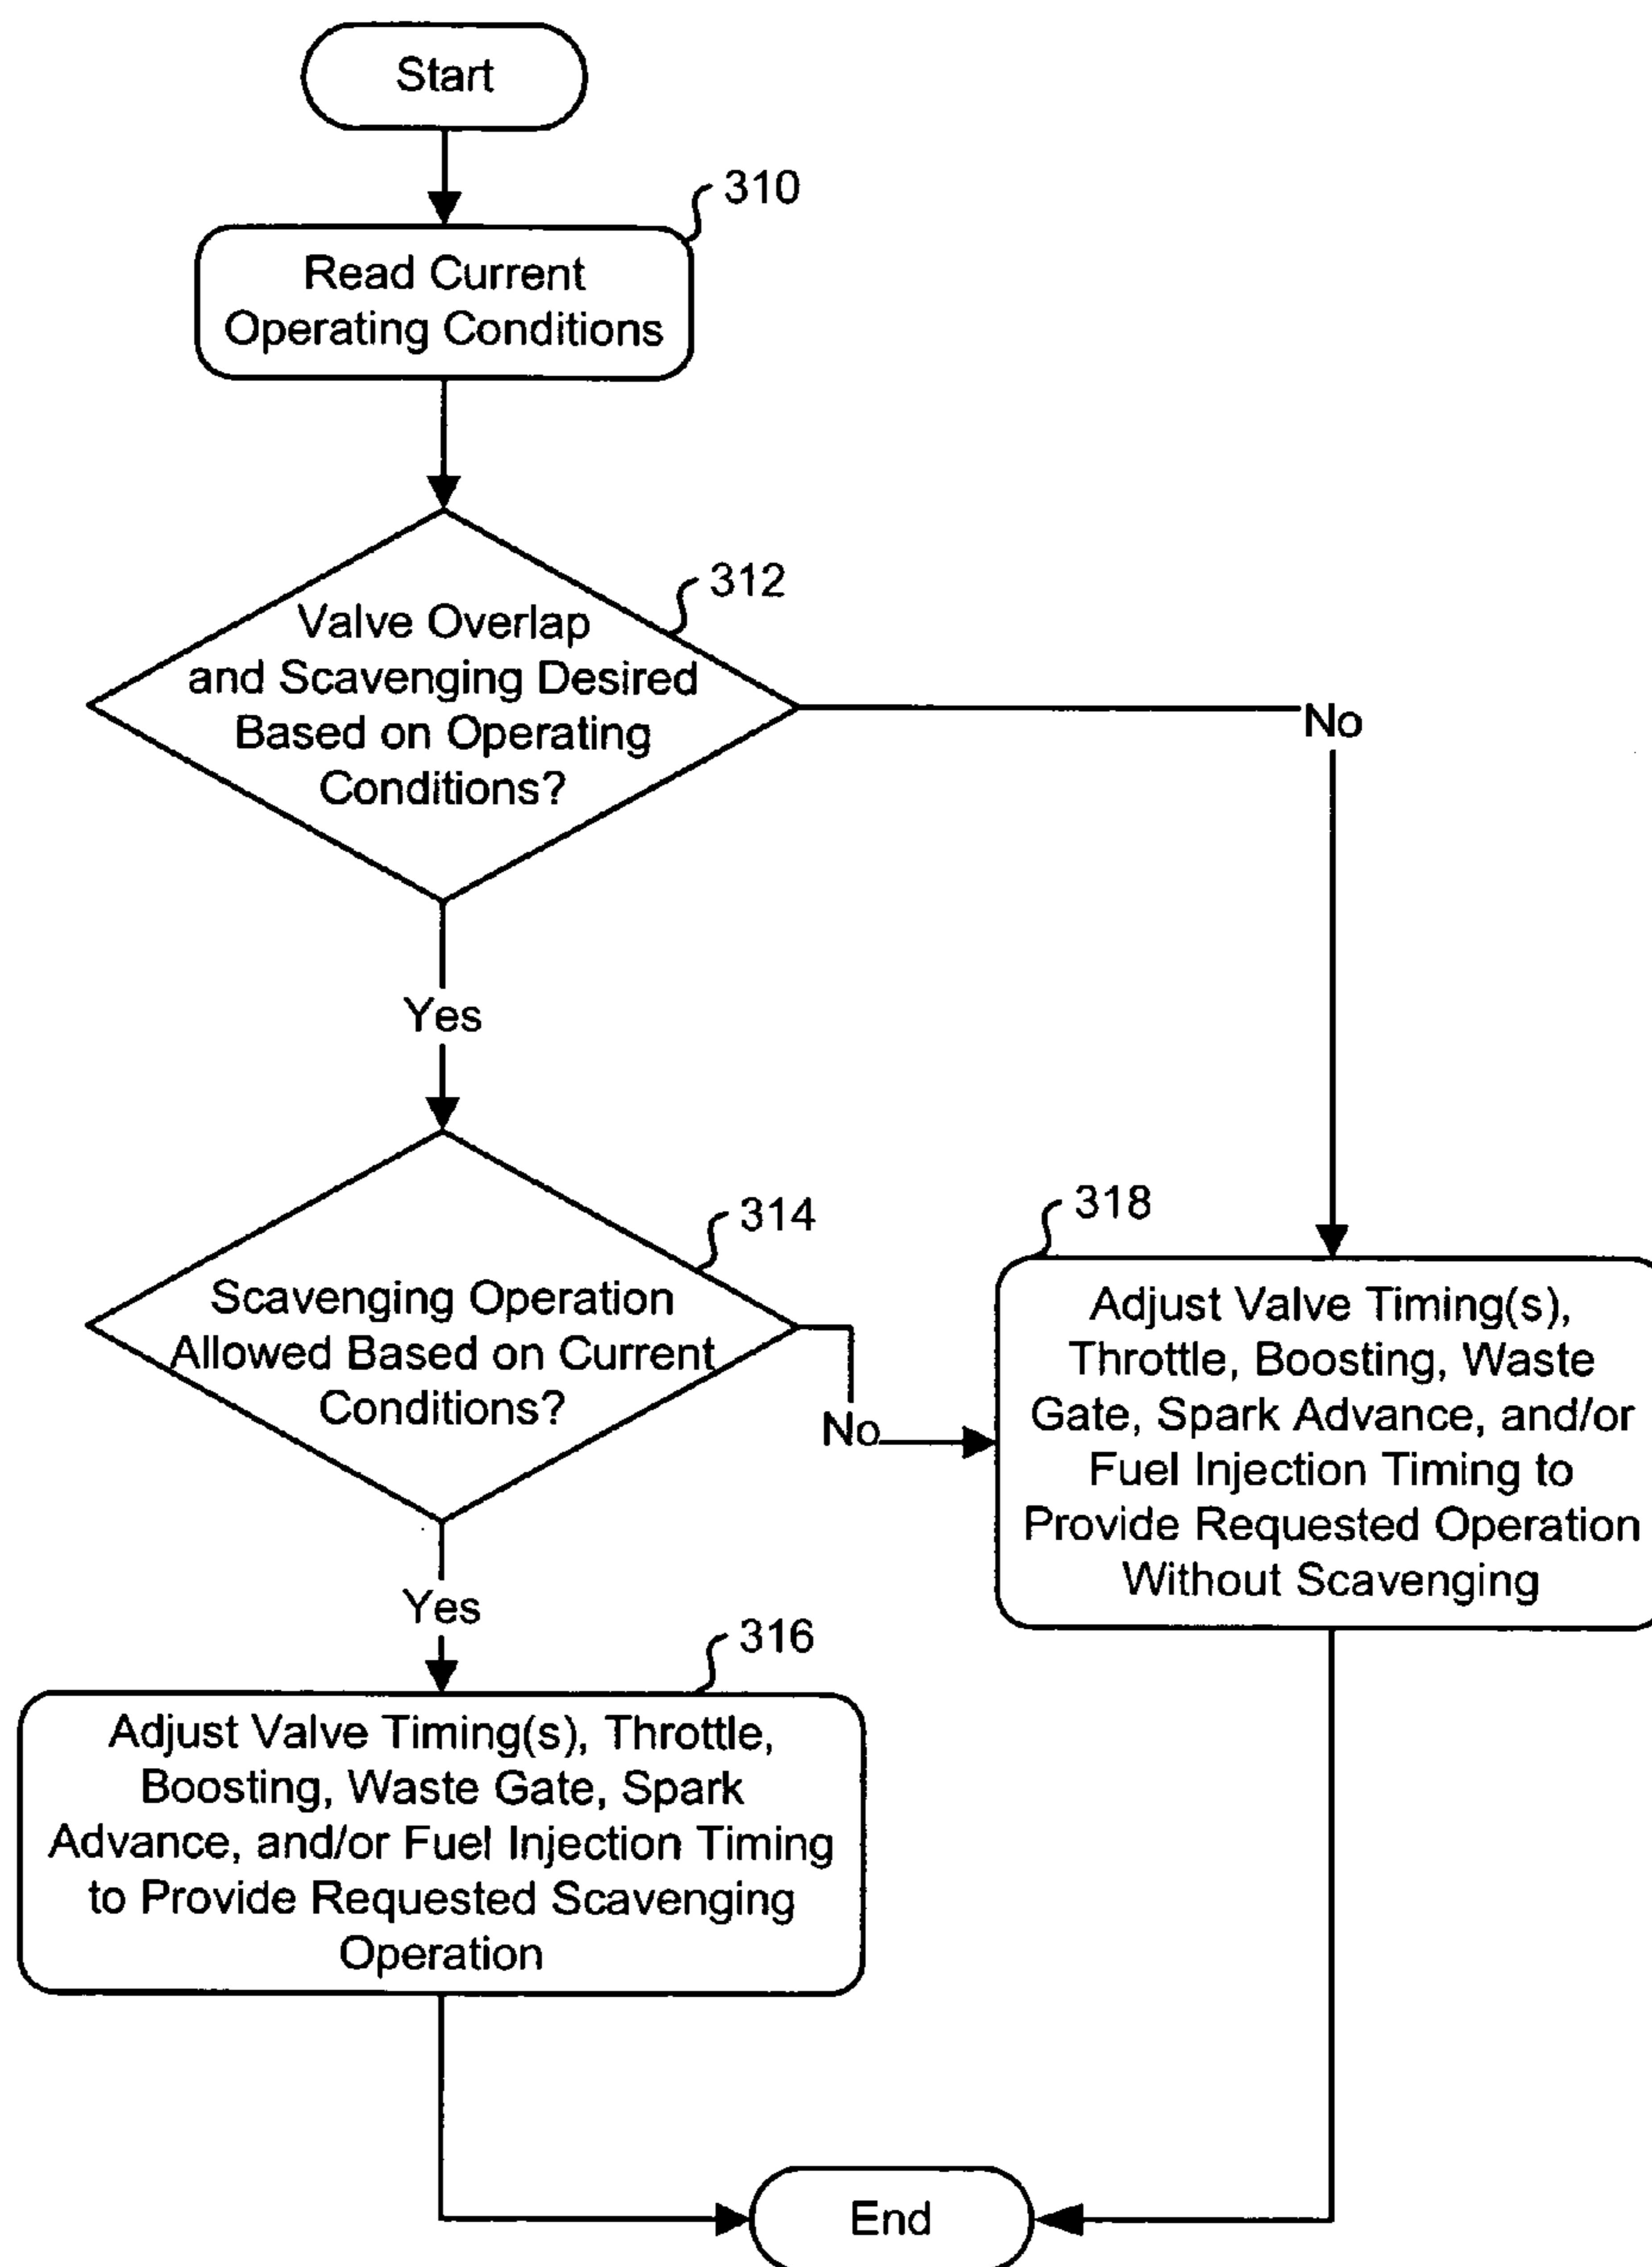 Start
310
Read Current
Operating Conditions
312
Valve Overlap
and Scavenging Desired
Based on Operating
Conditions?
No
Yes
314
Scavenging Operation
Allowed Based on Current
Conditions?
No
318
Adjust Valve Timing(s),
Throttle, Boosting, Waste
Gate, Spark Advance, and/or
Fuel Injection Timing to
Provide Requested Operation
Without Scavenging
Yes
316
Adjust Valve Timing(s), Throttle,
Boosting, Waste Gate, Spark
Advance, and/or Fuel Injection Timing
to Provide Requested Scavenging
Operation
End